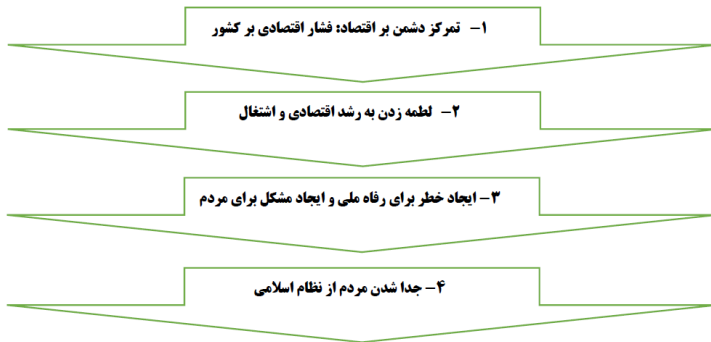 ۱- تمرکز دشمن بر اقتصاد: فشار اقتصادی بر کشور
۲- لطمه زدن به رشد اقتصادی و اشتغال
۳- ایجاد خطر برای رفاه ملی و ایجاد مشکل برای مردم
۴- جدا شدن مردم از نظام اسلامی